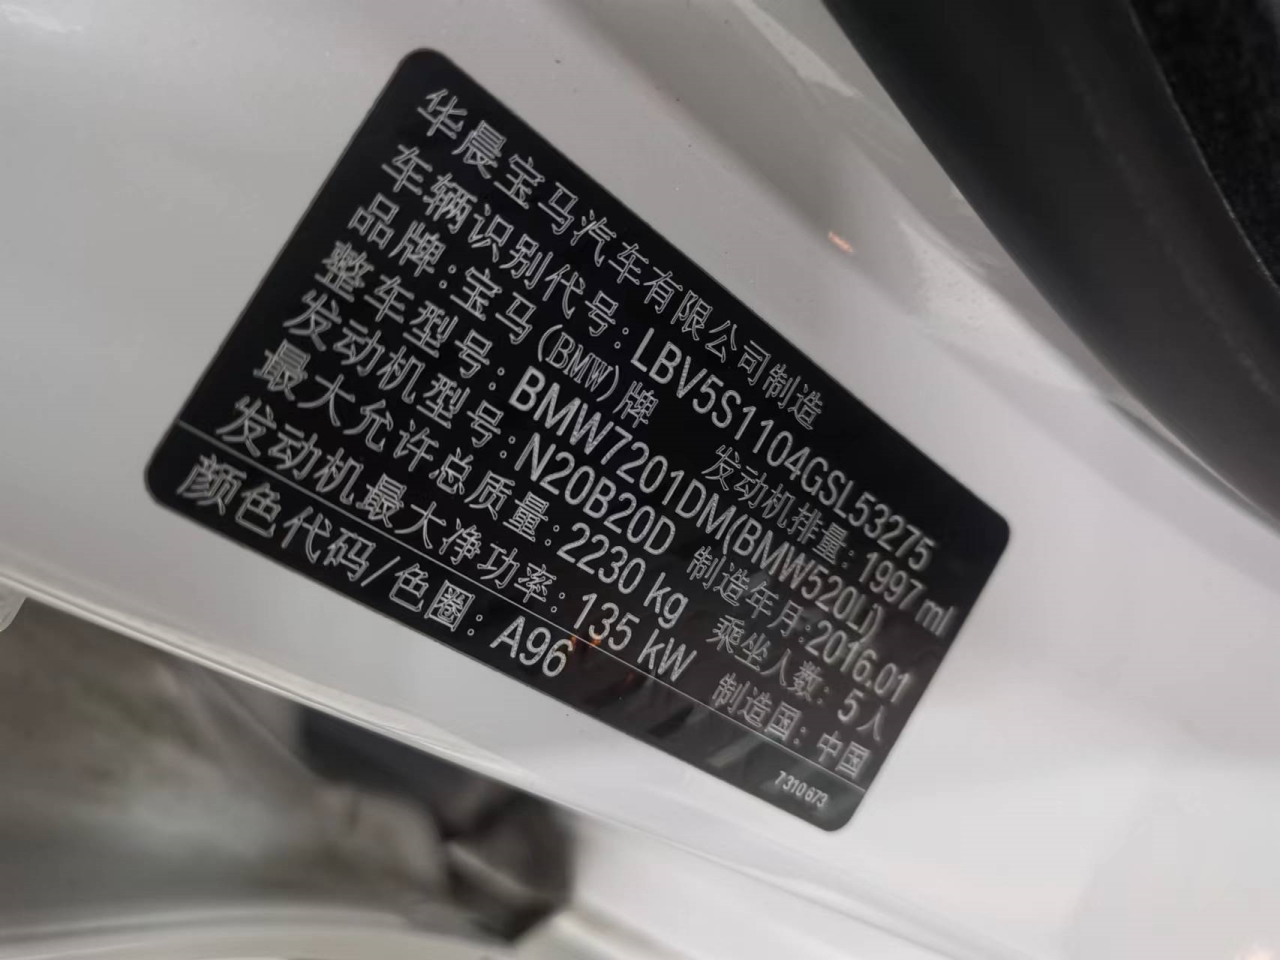 华晨宝马汽车有限公司制造
车辆识别代号：LBV5S1104GSL53275
品牌：宝马(BMW)牌 发动机排量：1997 ml
整车型号：BMW7201DM(BMW520Li)
发动机型号：N20B20D 制造年月：2016.01
最大允许总质量：2230 kg 乘坐人数：5人
发动机最大净功率：135 kW 制造国：中国
颜色代码/色圈：A96
7310673